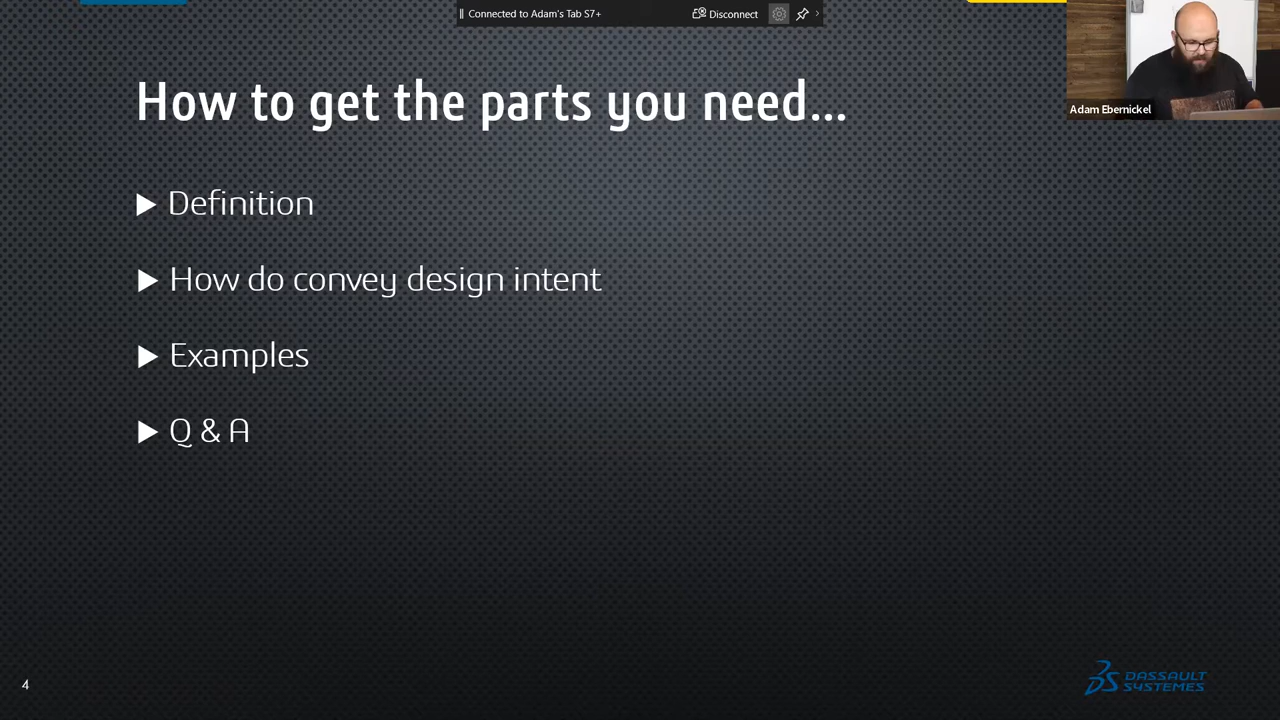 Connected to Adam's Tab S7+
Disconnect
How to get the parts you need...
Adam Ebernickel
Definition
How do convey design intent
Examples
Q & A
4
DASSAULT
SYSTEMES